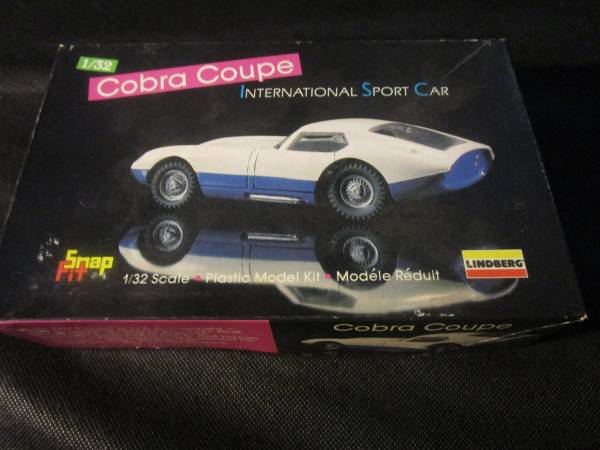 1/32
Cobra Coupe
INTERNATIONAL SPORT CAR
Snap
Fit
1/32 Scale • Plastic Model Kit • Modéle Réduit
LINDBERG
Cobra Coupe